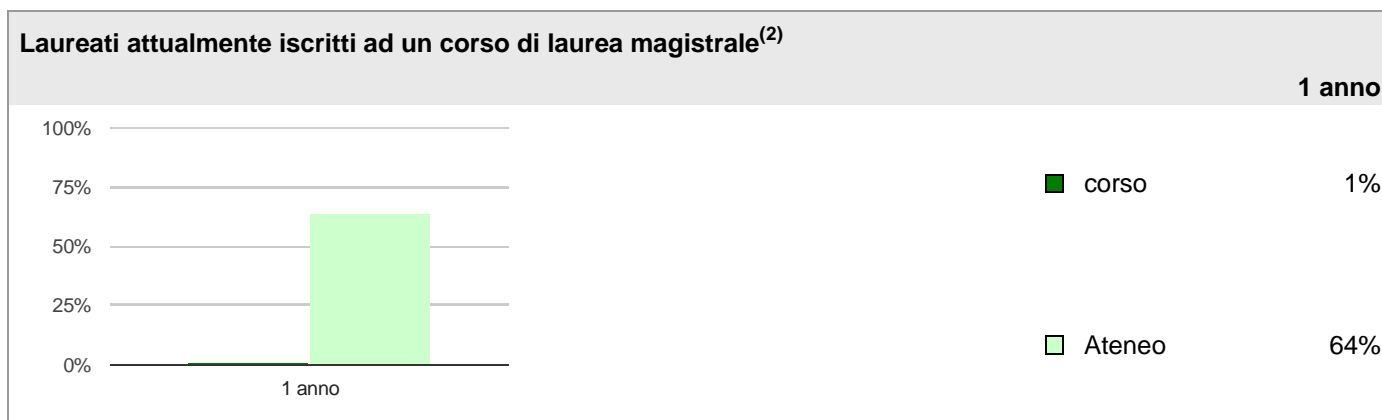 Laureati attualmente iscritti ad un corso di laurea magistrale(2)
1 anno
100%
75%
50%
25%
0%
1 anno
corso 1%
Ateneo 64%